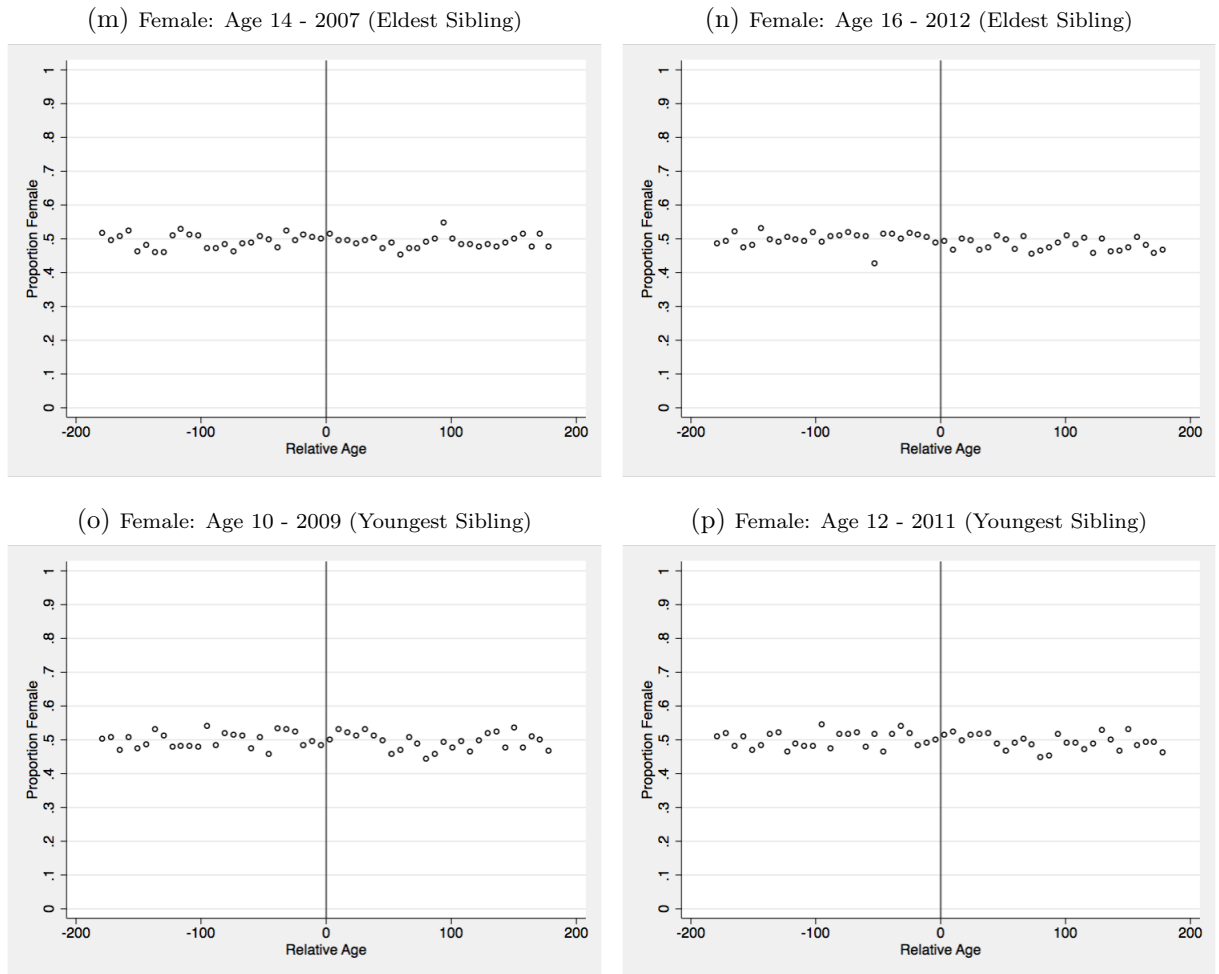 (m) Female: Age 14 - 2007 (Eldest Sibling)
Proportion Female
1
.9
.8
.7
.6
.5
.4
.3
.2
.1
0
-200 -100 0 100 200
Relative Age
(n) Female: Age 16 - 2012 (Eldest Sibling)
Proportion Female
1
.9
.8
.7
.6
.5
.4
.3
.2
.1
0
-200 -100 0 100 200
Relative Age
(o) Female: Age 10 - 2009 (Youngest Sibling)
Proportion Female
1
.9
.8
.7
.6
.5
.4
.3
.2
.1
0
-200 -100 0 100 200
Relative Age
(p) Female: Age 12 - 2011 (Youngest Sibling)
Proportion Female
1
.9
.8
.7
.6
.5
.4
.3
.2
.1
0
-200 -100 0 100 200
Relative Age